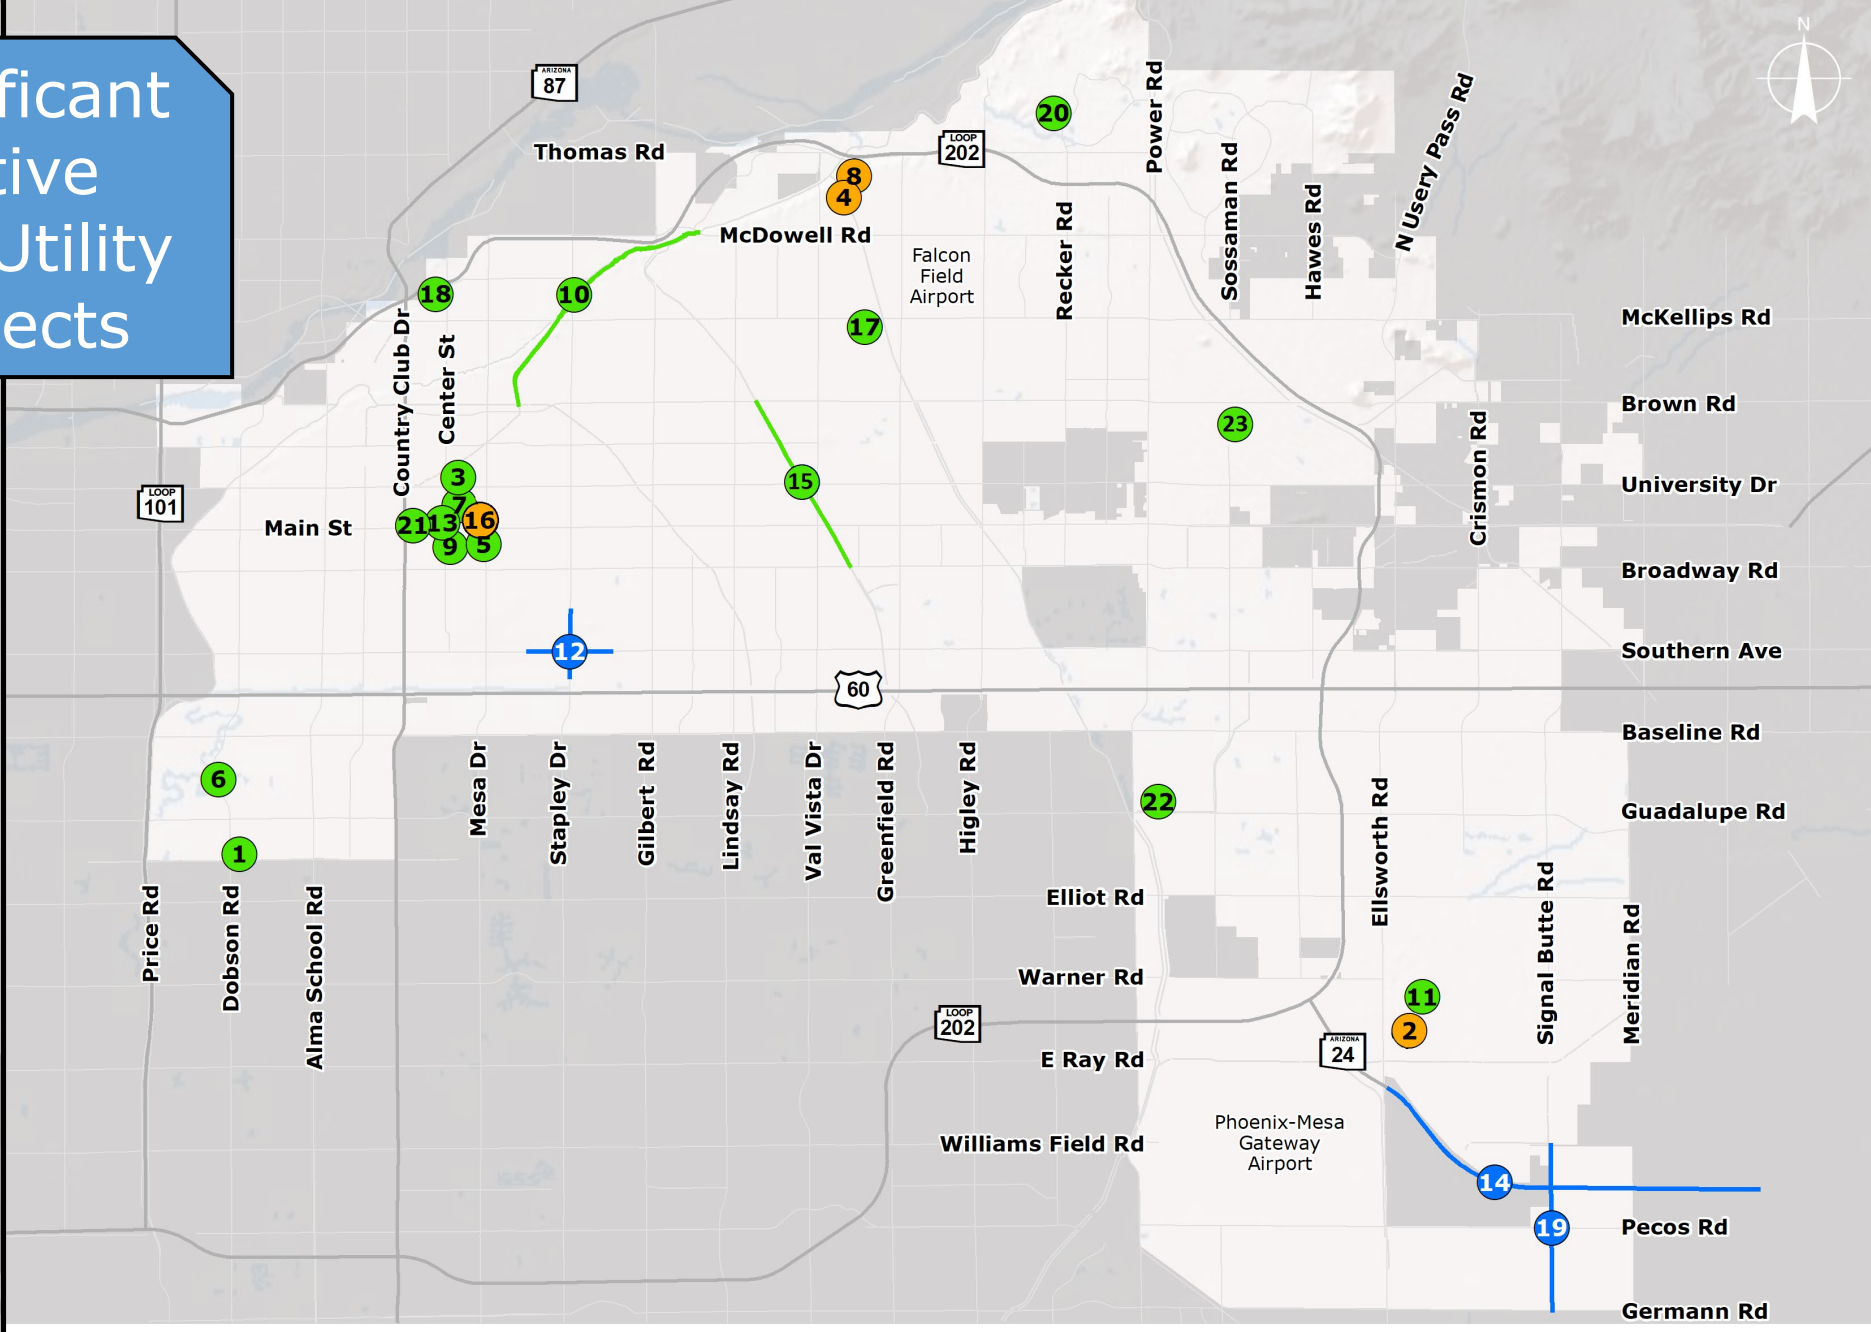 ficant
tive
Utility
ects
N
ARIZONA
87
Thomas Rd
LOOP
202
20
Power Rd
Sossaman Rd
Hawes Rd
N Usery Pass Rd
8
4
McDowell Rd
Falcon
Field
Airport
Recker Rd
18
10
17
McKellips Rd
Country Club Dr
Center St
Brown Rd
23
Crismon Rd
3
7
15
University Dr
LOOP
101
Main St
21
13
16
9
5
Broadway Rd
12
Southern Ave
60
Baseline Rd
6
Mesa Dr
Stapley Dr
Gilbert Rd
Lindsay Rd
Val Vista Dr
Greenfield Rd
Higley Rd
22
Ellsworth Rd
Guadalupe Rd
1
Price Rd
Dobson Rd
Alma School Rd
Elliot Rd
Signal Butte Rd
Meridian Rd
Warner Rd
11
2
LOOP
202
E Ray Rd
ARIZONA
24
Williams Field Rd
Phoenix-Mesa
Gateway
Airport
14
19
Pecos Rd
Germann Rd